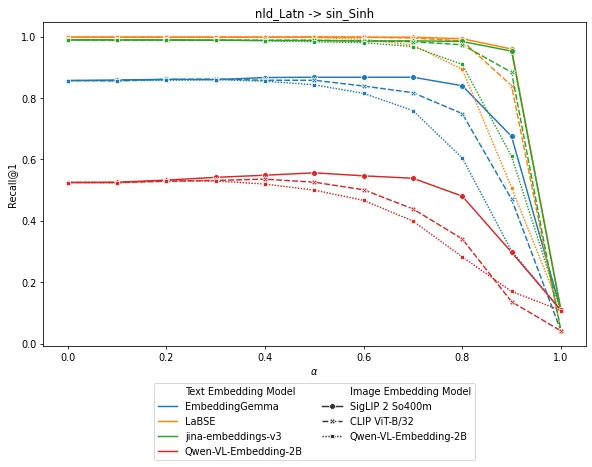 nld_Latn -> sin_Sinh
Recall@1
1.0
0.8
0.6
0.4
0.2
0.0
0.0 0.2 0.4 0.6 0.8 1.0
α
Text Embedding Model
EmbeddingGemma
LaBSE
jina-embeddings-v3
Qwen-VL-Embedding-2B
Image Embedding Model
SigLIP 2 So400m
CLIP ViT-B/32
Qwen-VL-Embedding-2B